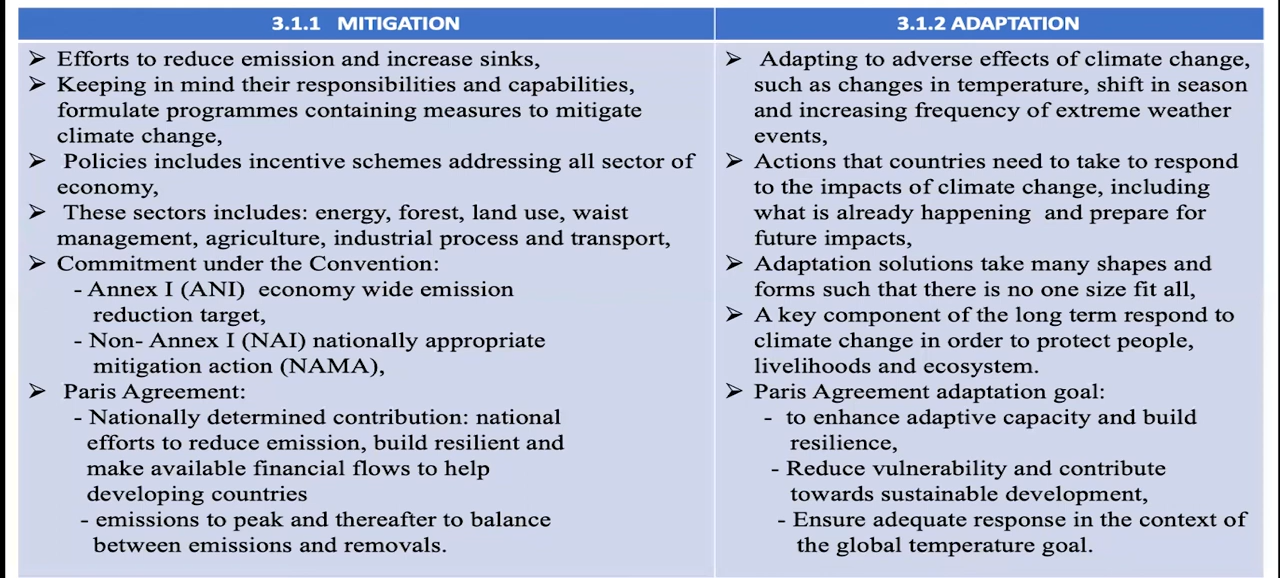 3.1.1 MITIGATION
➢ Efforts to reduce emission and increase sinks,
➢ Keeping in mind their responsibilities and capabilities,
formulate programmes containing measures to mitigate
climate change,
➢ Policies includes incentive schemes addressing all sector of
economy,
➢ These sectors includes: energy, forest, land use, waist
management, agriculture, industrial process and transport,
➢ Commitment under the Convention:
- Annex I (ANI) economy wide emission
reduction target,
- Non- Annex I (NAI) nationally appropriate
mitigation action (NAMA),
➢ Paris Agreement:
- Nationally determined contribution: national
efforts to reduce emission, build resilient and
make available financial flows to help
developing countries
- emissions to peak and thereafter to balance
between emissions and removals.
3.1.2 ADAPTATION
➢ Adapting to adverse effects of climate change,
such as changes in temperature, shift in season
and increasing frequency of extreme weather
events,
➢ Actions that countries need to take to respond
to the impacts of climate change, including
what is already happening and prepare for
future impacts,
➢ Adaptation solutions take many shapes and
forms such that there is no one size fit all,
➢ A key component of the long term respond to
climate change in order to protect people,
livelihoods and ecosystem.
➢ Paris Agreement adaptation goal:
- to enhance adaptive capacity and build
resilience,
- Reduce vulnerability and contribute
towards sustainable development,
- Ensure adequate response in the context of
the global temperature goal.